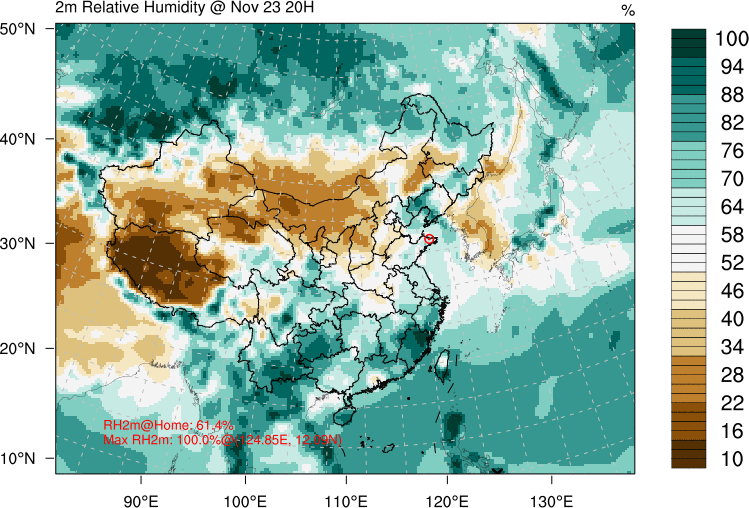 2m Relative Humidity @ Nov 23 20H
%
50°N
40°N
30°N
20°N
10°N
90°E
100°E
110°E
120°E
130°E
100
94
88
82
76
70
64
58
52
46
40
34
28
22
16
10
RH2m@Home: 61.4%
Max RH2m: 100.0%@(124.85E, 12.09N)